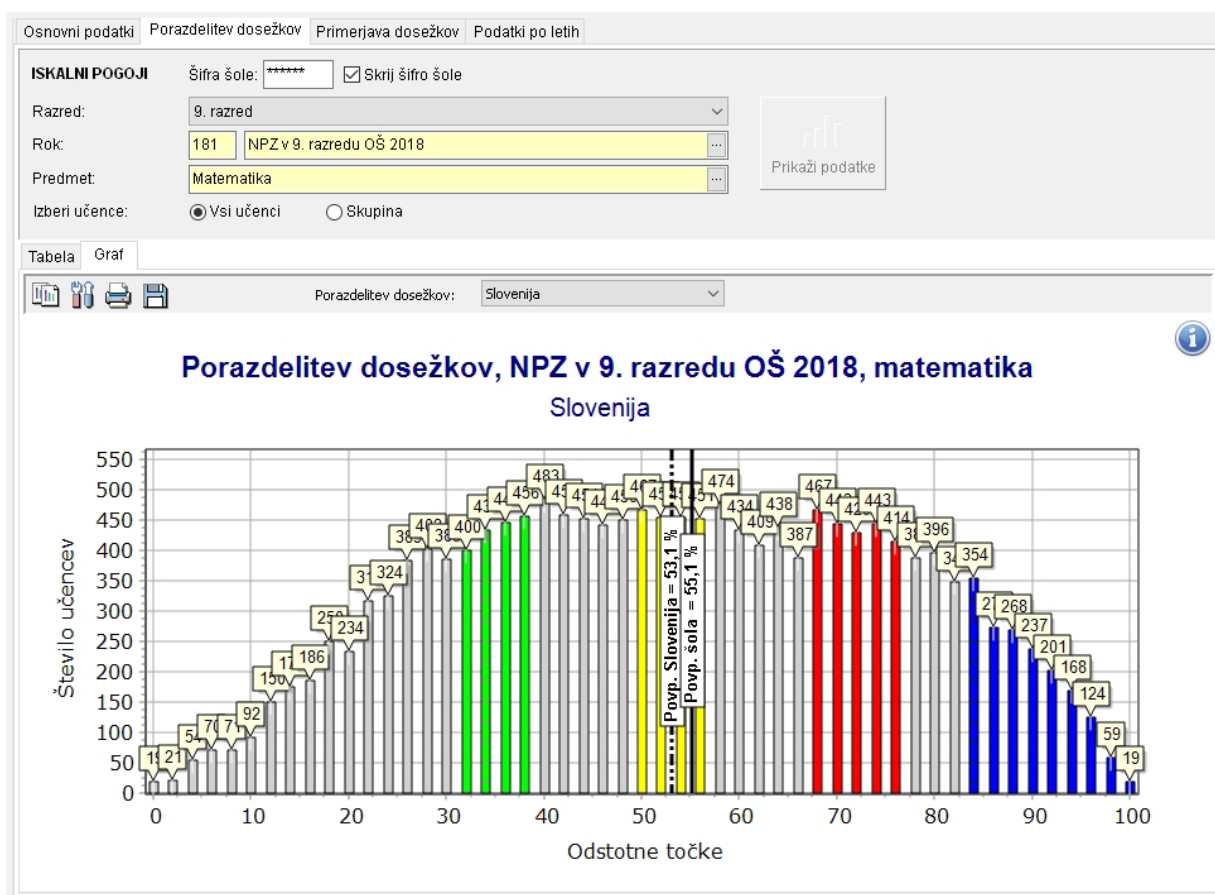 Osnovni podatki Porazdelitev dosežkov Primerjava dosežkov Podatki po letih
ISKALNI POGOJI Šifra šole: ****** Skrij šifro šole
Razred: 9. razred
Rok: 181 NPZ v 9. razredu OŠ 2018 ...
Predmet: Matematika ...
Prikaži podatke
Izberi učence: Vsi učenci Skupina
Tabela Graf
Porazdelitev dosežkov: Slovenija
Porazdelitev dosežkov, NPZ v 9. razredu OŠ 2018, matematika
Slovenija
Število učencev
550
500
450
400
350
300
250
200
150
100
50
0
19 21 92 186 234 324 400 483 474 434 409 438 387 467 443 414 396 354 268 237 201 168 124 59 19
Povp. Slovenija = 53,1 %
Povp. šola = 55,1 %
0 10 20 30 40 50 60 70 80 90 100
Odstotne točke